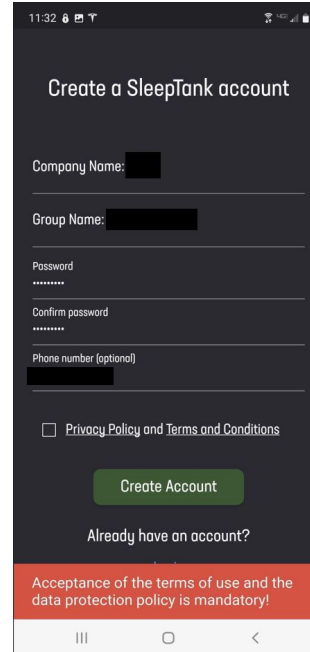 11:32
Create a SleepTank account
Company Name:
Group Name:
Password
Confirm password
Phone number (optional)
Privacy Policy and Terms and Conditions
Create Account
Already have an account?
Acceptance of the terms of use and the
data protection policy is mandatory!